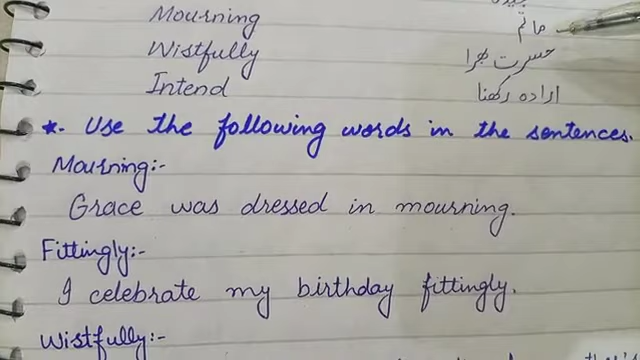 Mourning ماتم
Wistfully حسرت بھرا
Intend ارادہ رکھنا
*. Use the following words in the sentences.
Mourning:-
Grace was dressed in mourning.
Fittingly:-
I celebrate my birthday fittingly.
Wistfully:-